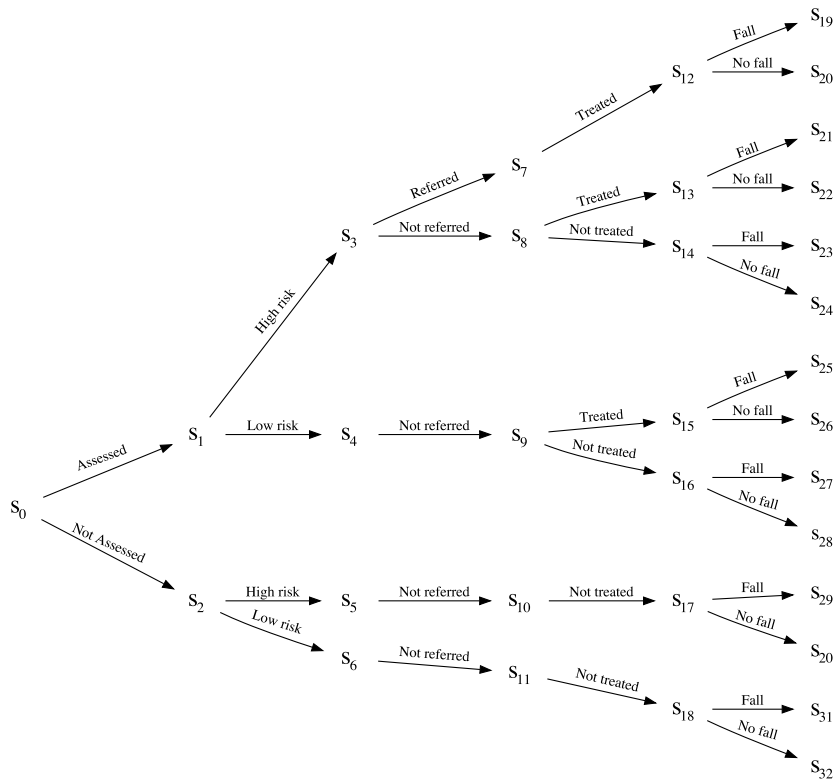 S19
Fall
S12
No fall
S20
Treated
S21
Fall
S7
S13
No fall
S22
Referred
Treated
S3
Not referred
S8
Not treated
S14
Fall
S23
No fall
S24
High risk
S25
Fall
S1
Low risk
S4
Not referred
S9
Treated
S15
No fall
S26
Assessed
Not treated
S16
Fall
S27
S0
No fall
S28
Not Assessed
S2
High risk
S5
Not referred
S10
Not treated
S17
Fall
S29
Low risk
No fall
S20
S6
Not referred
S11
Not treated
S18
Fall
S31
No fall
S32